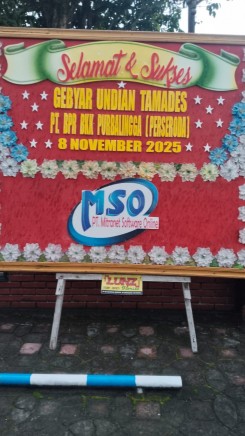 Selamat & Sukses
GEBYAR UNDIAN TAMADES
PT. BPR BKK PURBALINGGA (PERSERODA)
8 NOVEMBER 2025
MSO
PT. Mitranet Software Online